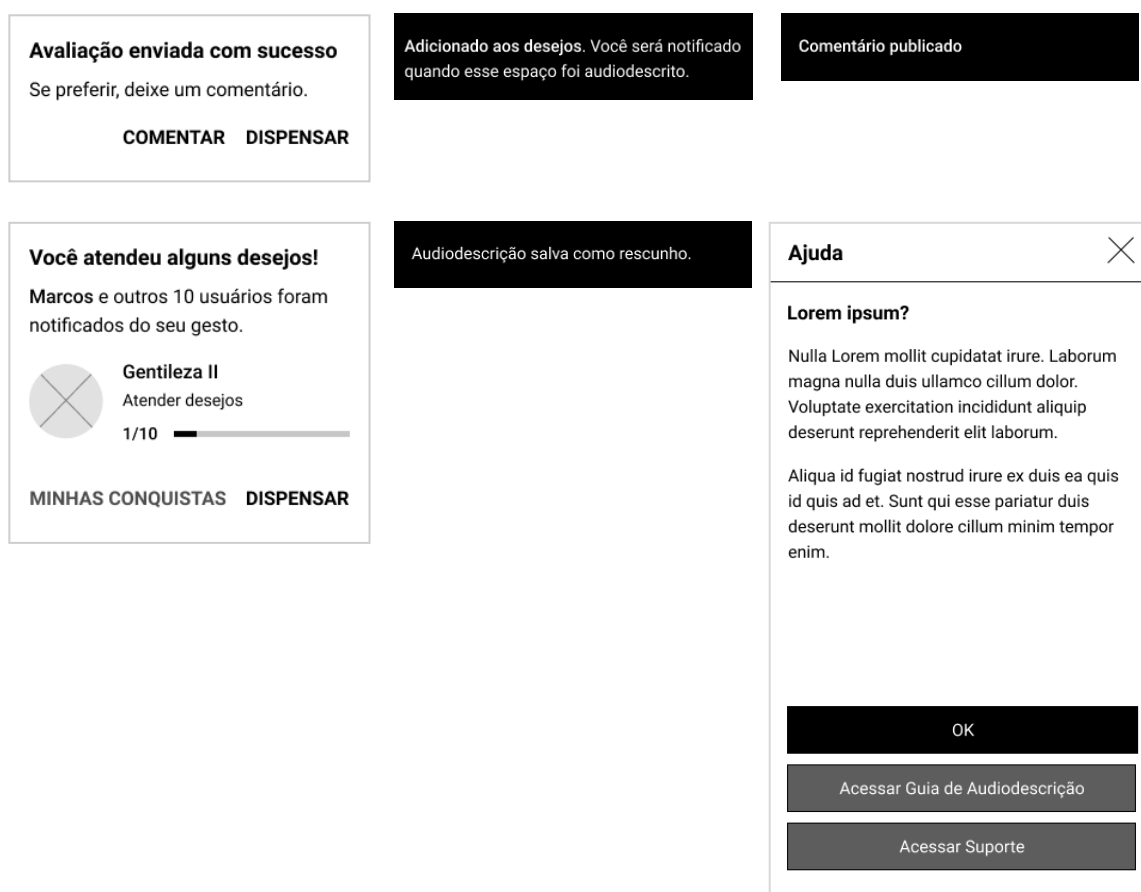 Avaliação enviada com sucesso
Se preferir, deixe um comentário.
COMENTAR DISPENSAR
Adicionado aos desejos. Você será notificado
quando esse espaço foi audiodescrito.
Comentário publicado
Você atendeu alguns desejos!
Marcos e outros 10 usuários foram
notificados do seu gesto.
Gentileza II
Atender desejos
1/10
MINHAS CONQUISTAS DISPENSAR
Audiodescrição salva como rescunho.
Ajuda
Lorem ipsum?
Nulla Lorem mollit cupidatat irure. Laborum
magna nulla duis ullamco cillum dolor.
Voluptate exercitation incididunt aliquip
deserunt reprehenderit elit laborum.
Aliqua id fugiat nostrud irure ex duis ea quis
id quis ad et. Sunt qui esse pariatur duis
deserunt mollit dolore cillum minim tempor
enim.
OK
Acessar Guia de Audiodescrição
Acessar Suporte